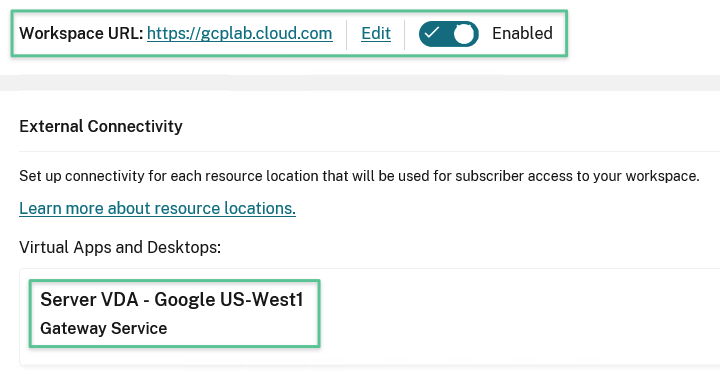 Workspace URL: https://gcplab.cloud.com Edit Enabled
External Connectivity
Set up connectivity for each resource location that will be used for subscriber access to your workspace.
Learn more about resource locations.
Virtual Apps and Desktops:
Server VDA - Google US-West1
Gateway Service